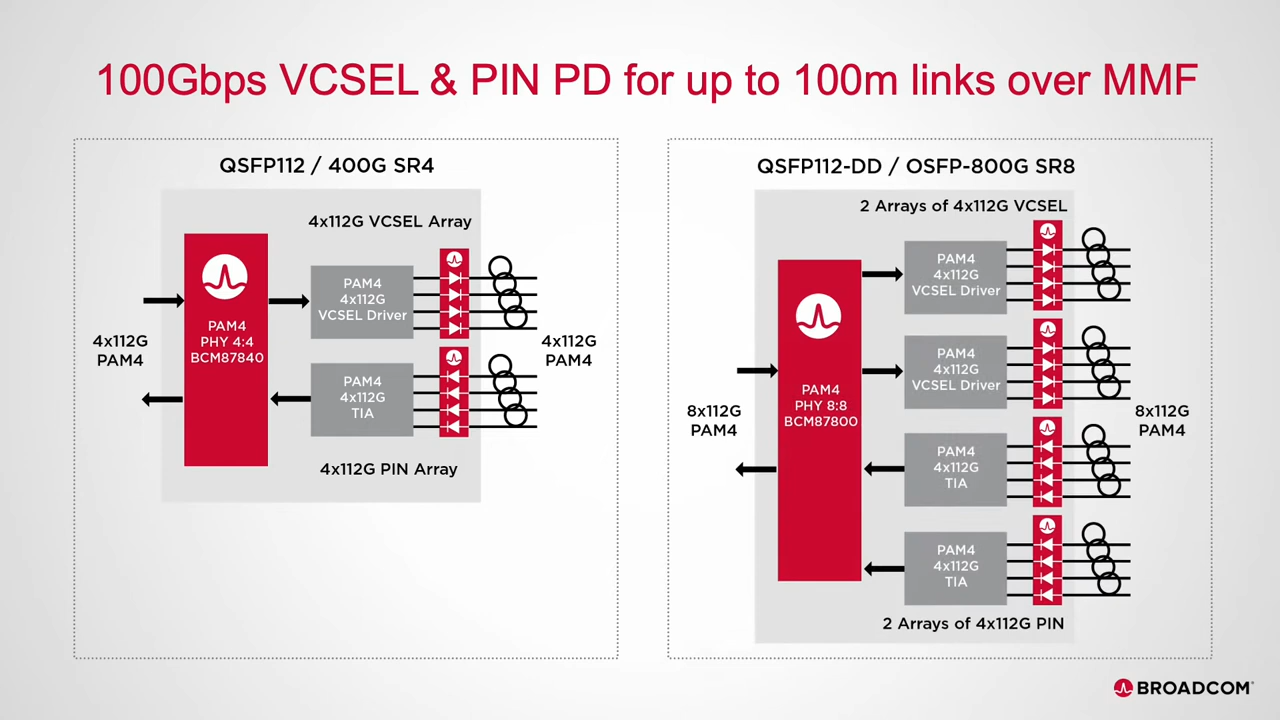 100Gbps VCSEL & PIN PD for up to 100m links over MMF
QSFP112 / 400G SR4
4x112G VCSEL Array
PAM4
PHY 4:4
BCM87840
PAM4
4x112G
VCSEL Driver
4x112G
PAM4
4x112G
PAM4
PAM4
4x112G
TIA
4x112G PIN Array
QSFP112-DD / OSFP-800G SR8
2 Arrays of 4x112G VCSEL
PAM4
4x112G
VCSEL Driver
PAM4
4x112G
VCSEL Driver
PAM4
PHY 8:8
BCM87800
8x112G
PAM4
8x112G
PAM4
PAM4
4x112G
TIA
PAM4
4x112G
TIA
2 Arrays of 4x112G PIN
BROADCOM